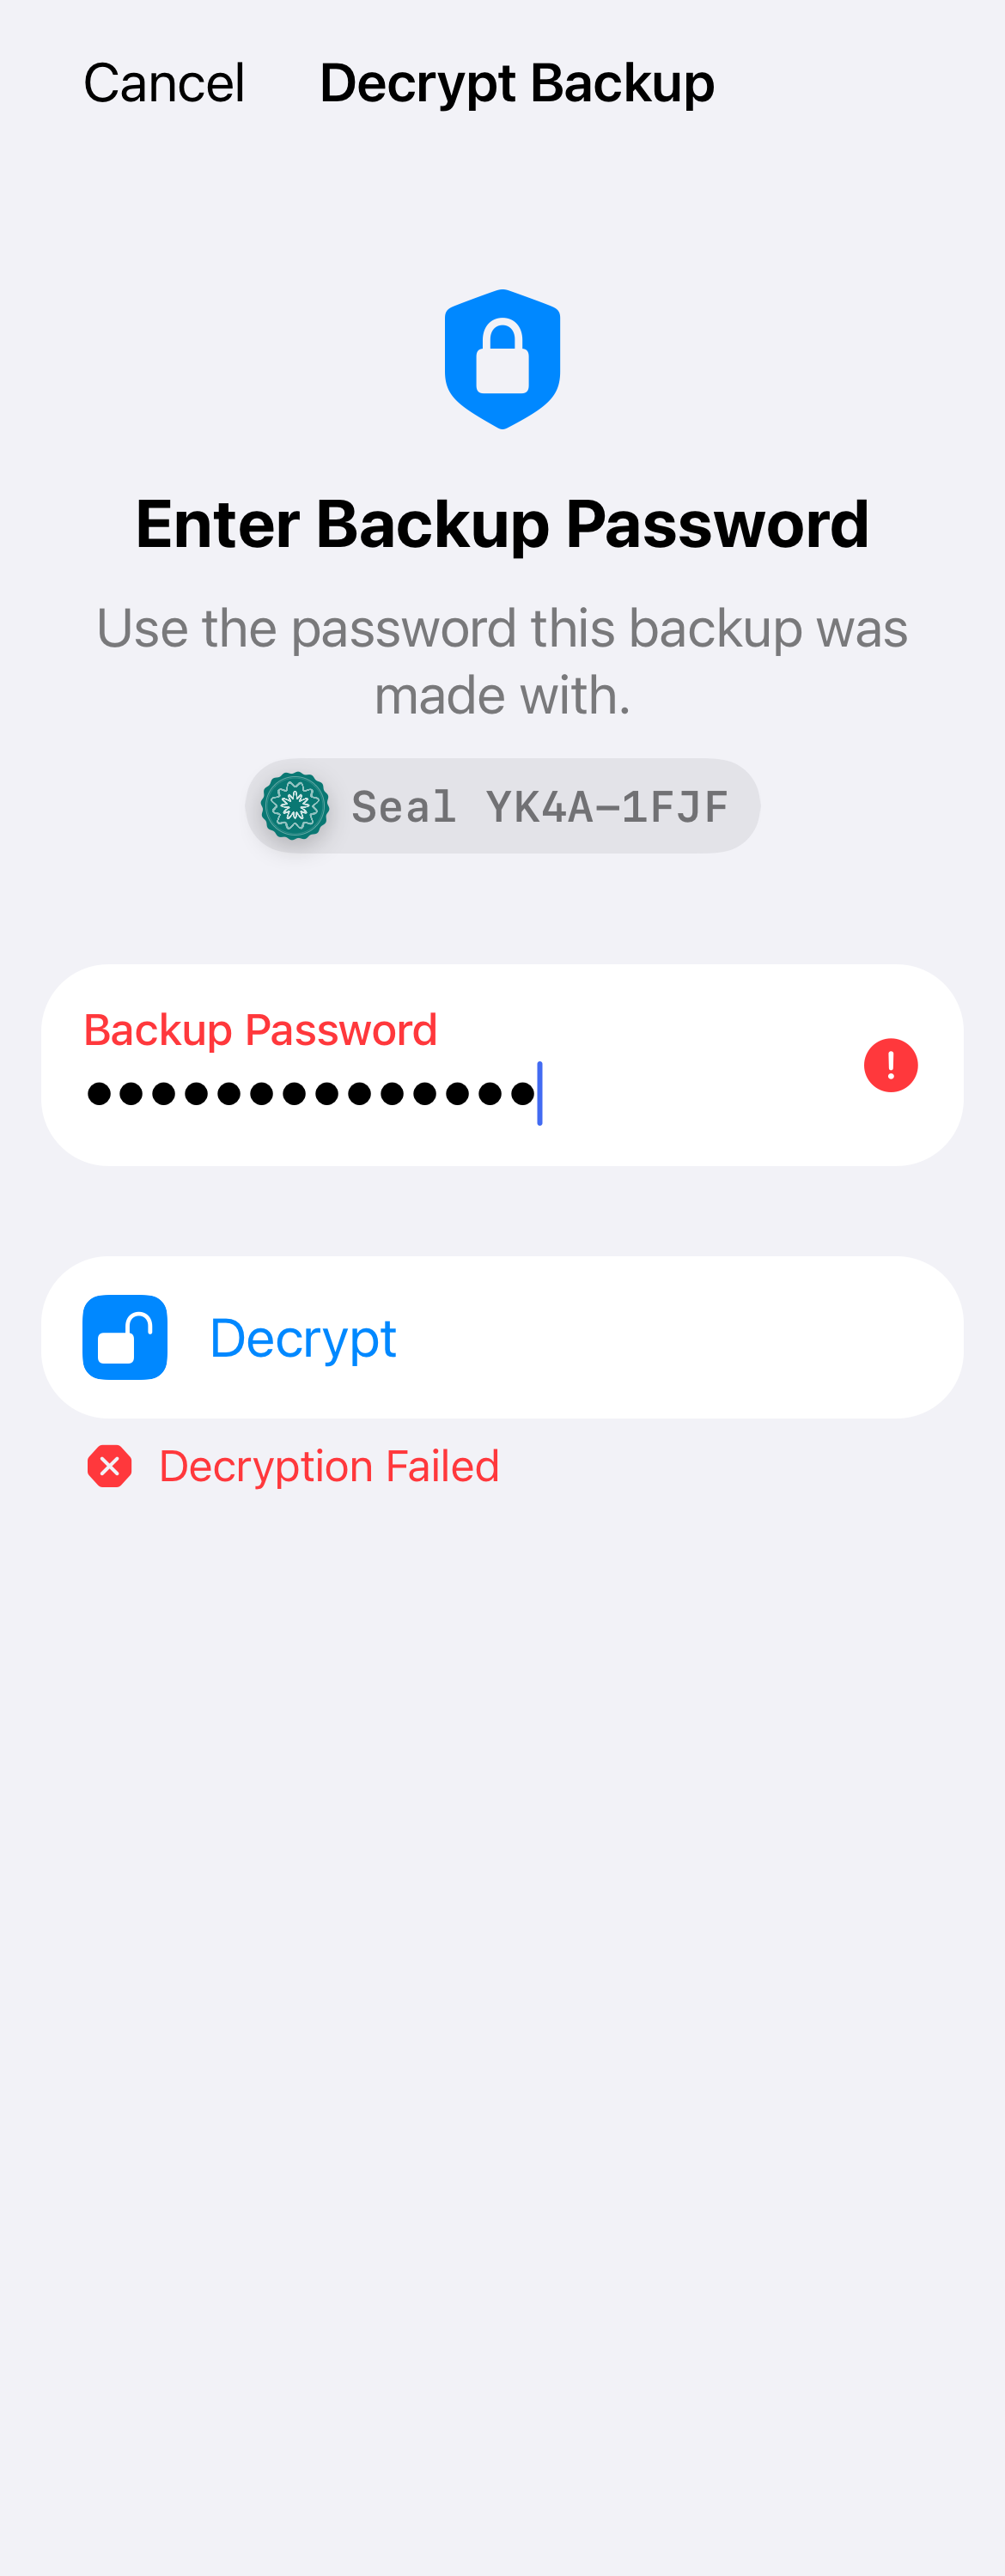 Cancel
Decrypt Backup
Enter Backup Password
Use the password this backup was
made with.
Seal YK4A–1FJF
Backup Password
●●●●●●●●●●●●●●
Decrypt
Decryption Failed